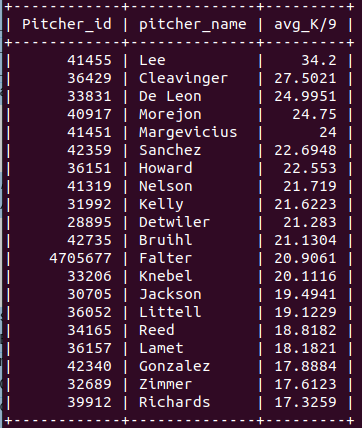 +------------+--------------+---------+
| Pitcher_id | pitcher_name | avg_K/9 |
+------------+--------------+---------+
| 41455 | Lee | 34.2 |
| 36429 | Cleavinger | 27.5021 |
| 33831 | De Leon | 24.9951 |
| 40917 | Morejon | 24.75 |
| 41451 | Margevicius | 24 |
| 42359 | Sanchez | 22.6948 |
| 36151 | Howard | 22.553 |
| 41319 | Nelson | 21.719 |
| 31992 | Kelly | 21.6223 |
| 28895 | Detwiler | 21.283 |
| 42735 | Bruihl | 21.1304 |
| 4705677 | Falter | 20.9061 |
| 33206 | Knebel | 20.1116 |
| 30705 | Jackson | 19.4941 |
| 36052 | Littell | 19.1229 |
| 34165 | Reed | 18.8182 |
| 36157 | Lamet | 18.1821 |
| 42340 | Gonzalez | 17.8884 |
| 32689 | Zimmer | 17.6123 |
| 39912 | Richards | 17.3259 |
+------------+--------------+---------+